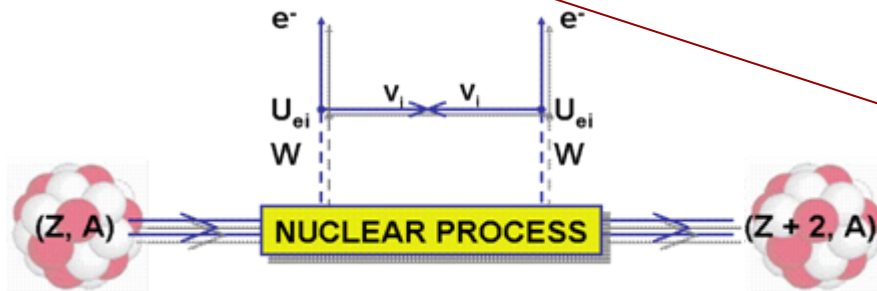 e⁻ e⁻
νᵢ νᵢ
Uₑᵢ Uₑᵢ
W W
(Z, A) NUCLEAR PROCESS (Z + 2, A)